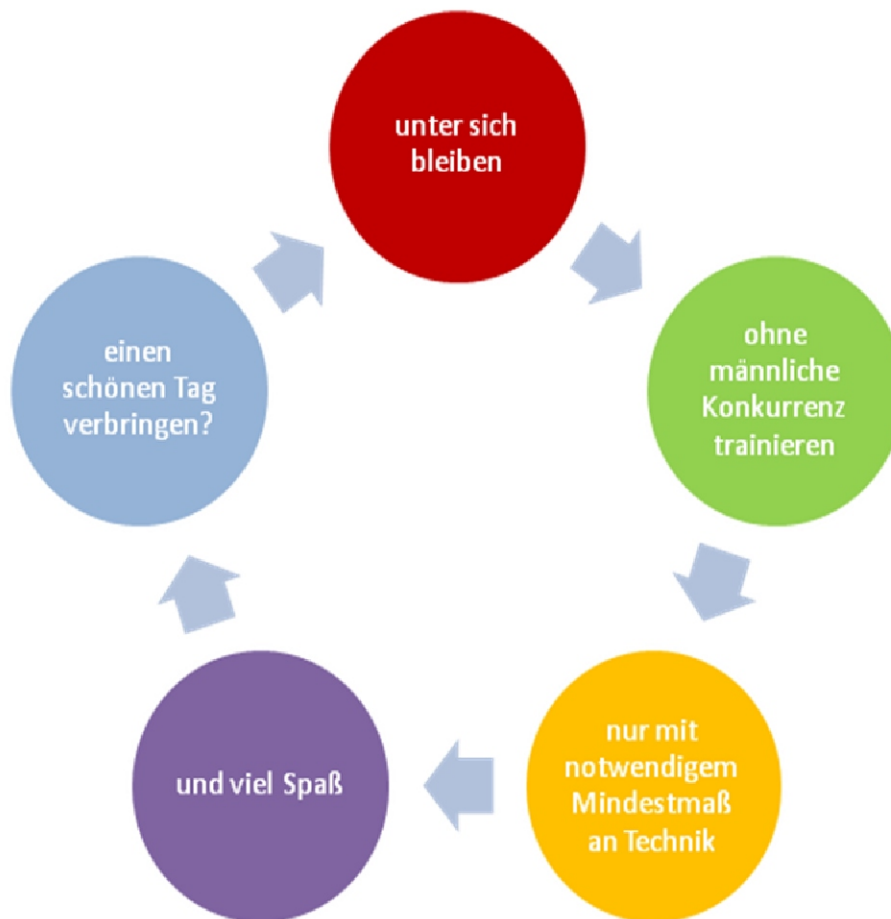 unter sich
bleiben
ohne
männliche
Konkurrenz
trainieren
nur mit
notwendigem
Mindestmaß
an Technik
und viel Spaß
einen
schönen Tag
verbringen?